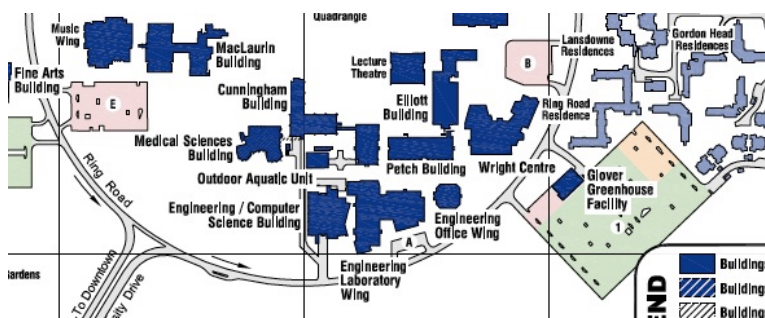 Quadrangle
Music
Wing
MacLaurin
Building
Lansdowne
Residences
Gordon Head
Residences
Fine Arts
Building
E
Lecture
Theatre
B
Cunningham
Building
Elliott
Building
Ring Road
Residence
Medical Sciences
Building
Petch Building
Wright Centre
Glover
Greenhouse
Facility
Outdoor Aquatic Unit
Ring Road
Engineering / Computer
Science Building
Engineering
Office Wing
1
A
Engineering
Laboratory
Wing
Gardens
To Downtown
sity Drive
END
Building
Building
Building